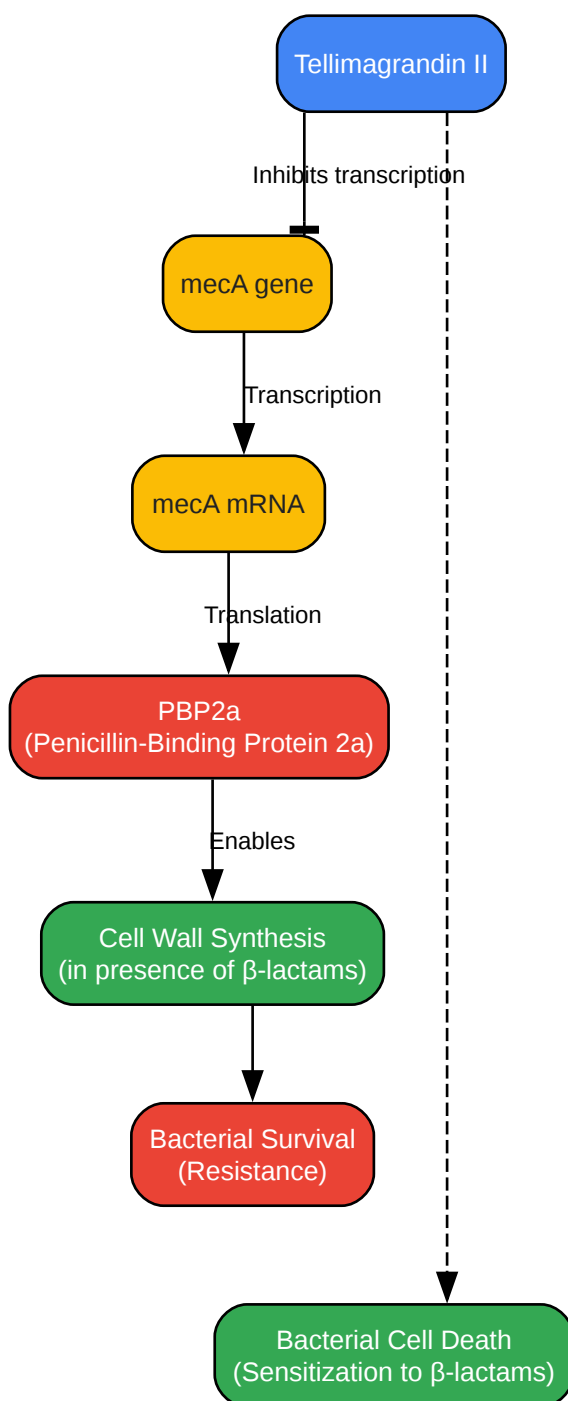 Tellimagrandin II
Inhibits transcription
mecA gene
Transcription
mecA mRNA
Translation
PBP2a
(Penicillin-Binding Protein 2a)
Enables
Cell Wall Synthesis
(in presence of β-lactams)
Bacterial Survival
(Resistance)
Bacterial Cell Death
(Sensitization to β-lactams)